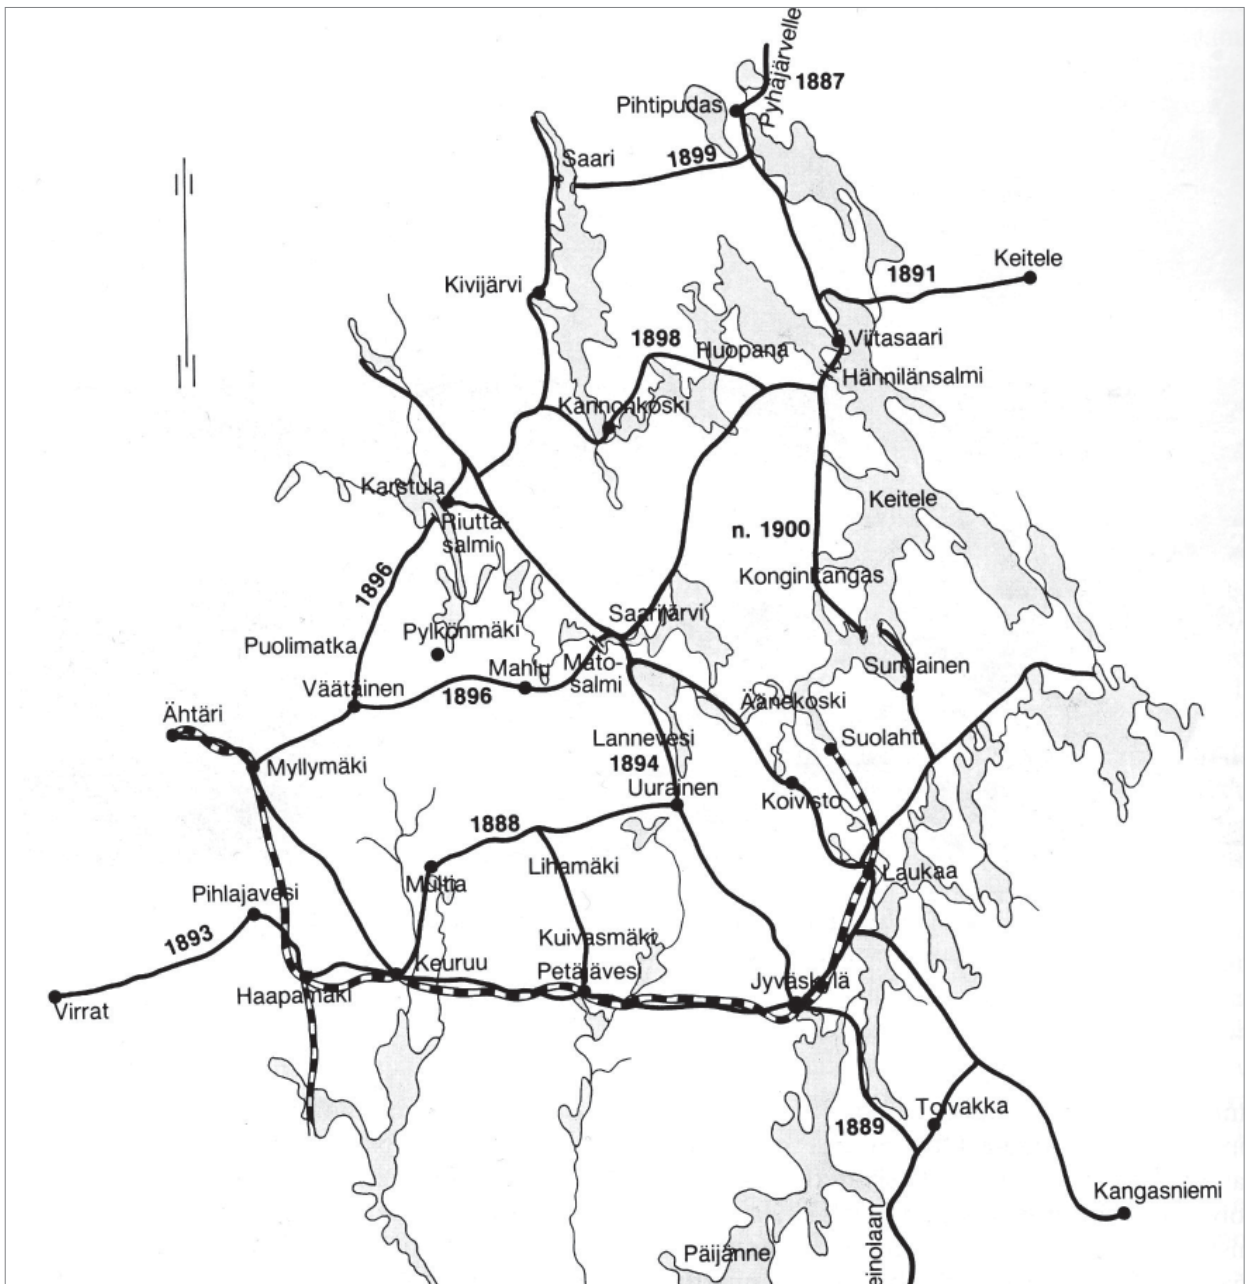 Pyhäjärvelle
1887
Pihtipudas
Saari
1899
Keitele
1891
Kivijärvi
1898
Huopana
Viitasaari
Hännilänsalmi
Kannonkoski
Karstula
Keitele
Riutta-
salmi
n. 1900
1896
Konginkangas
Saarijärvi
Pylkönmäki
Puolimatka
Mahlu
Mato-
salmi
Sumiainen
Väätäinen
1896
Äänekoski
Ähtäri
Lannevesi
Suolahti
Myllymäki
1894
Uurainen
Koivisto
1888
Lihamäki
Laukaa
Multia
Pihlajavesi
1893
Kuivasmäki
Keuruu
Petäjävesi
Jyväskylä
Haapamäki
Virrat
Toivakka
1889
Kangasniemi
einolaan
Päijänne